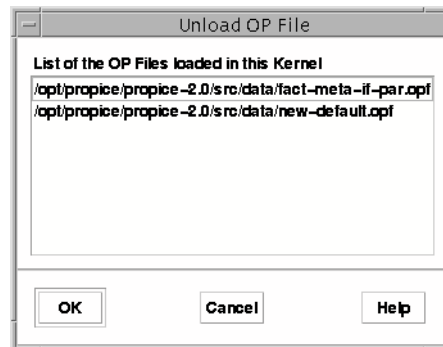 Unload OP File
List of the OP Files loaded in this Kernel
/opt/propice/propice-2.0/src/data/fact-meta-if-par.opf
/opt/propice/propice-2.0/src/data/new-default.opf
OK Cancel Help